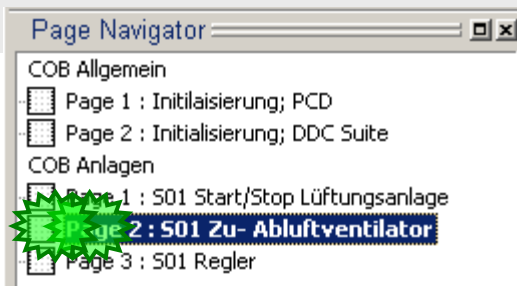 Page Navigator
COB Allgemein
Page 1 : Initilaisierung; PCD
Page 2 : Initialisierung; DDC Suite
COB Anlagen
Page 1 : S01 Start/Stop Lüftungsanlage
Page 2 : S01 Zu- Abluftventilator
Page 3 : S01 Regler